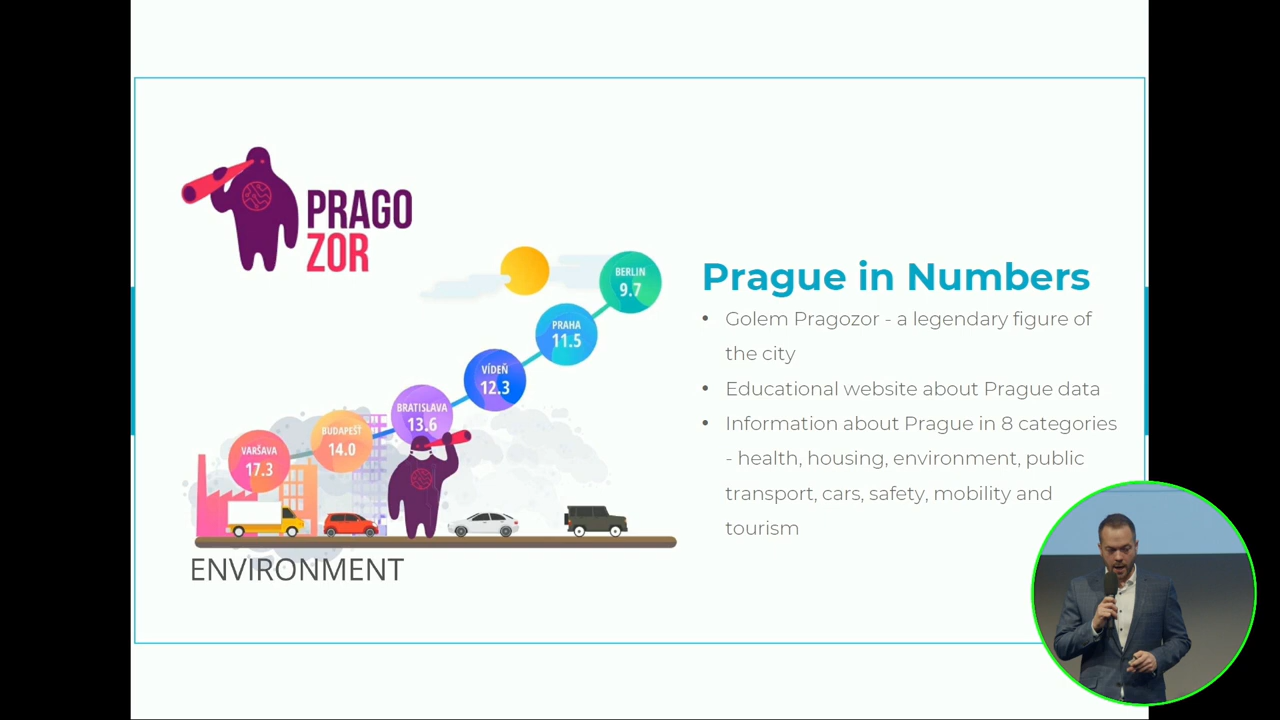 PRAGO
ZOR
BERLIN
9.7
PRAHA
11.5
VÍDEŇ
12.3
BRATISLAVA
13.6
BUDAPEŠŤ
14.0
VARŠAVA
17.3
ENVIRONMENT
Prague in Numbers
• Golem Pragozor - a legendary figure of
the city
• Educational website about Prague data
• Information about Prague in 8 categories
- health, housing, environment, public
transport, cars, safety, mobility and
tourism